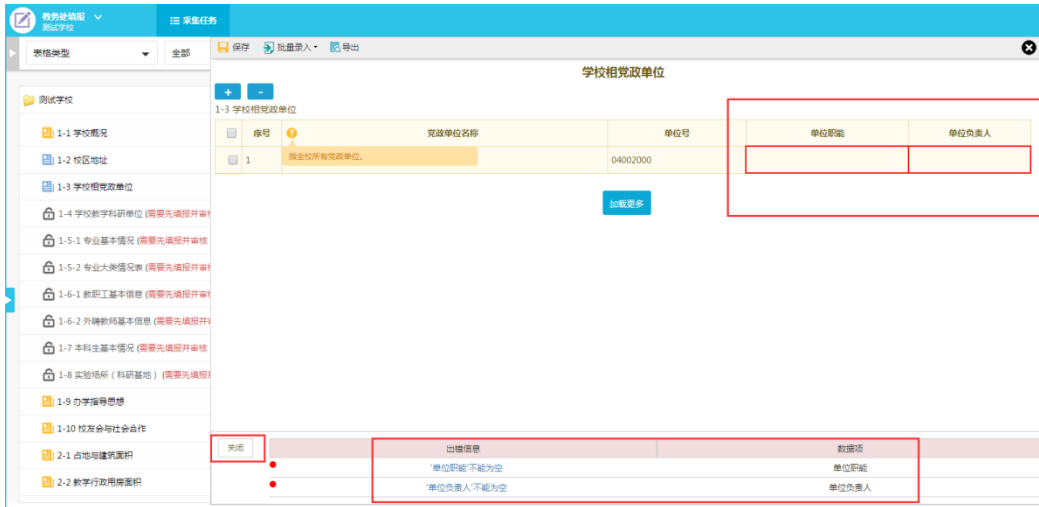 教务处填报
测试学校
采集任务
表格类型
全部
保存 批量录入 导出
学校相党政单位
+ -
1-3 学校相党政单位
序号 党政单位名称 单位号 单位职能 单位负责人
指全校所有党政单位。
1 04002000
加载更多
测试学校
1-1 学校概况
1-2 校区地址
1-3 学校相党政单位
1-4 学校教学科研单位 (需要先填报并审
1-5-1 专业基本情况 (需要先填报并审核
1-5-2 专业大类情况表 (需要先填报并审
1-6-1 教职工基本信息 (需要先填报并审
1-6-2 外聘教师基本信息 (需要先填报并
1-7 本科生基本情况 (需要先填报并审核
1-8 实验场所 ( 科研基地 ) (需要先填报
1-9 办学指导思想
1-10 校友会与社会合作
2-1 占地与建筑面积
2-2 教学行政用房面积
关闭
出错信息 数据项
'单位职能'不能为空 单位职能
'单位负责人'不能为空 单位负责人